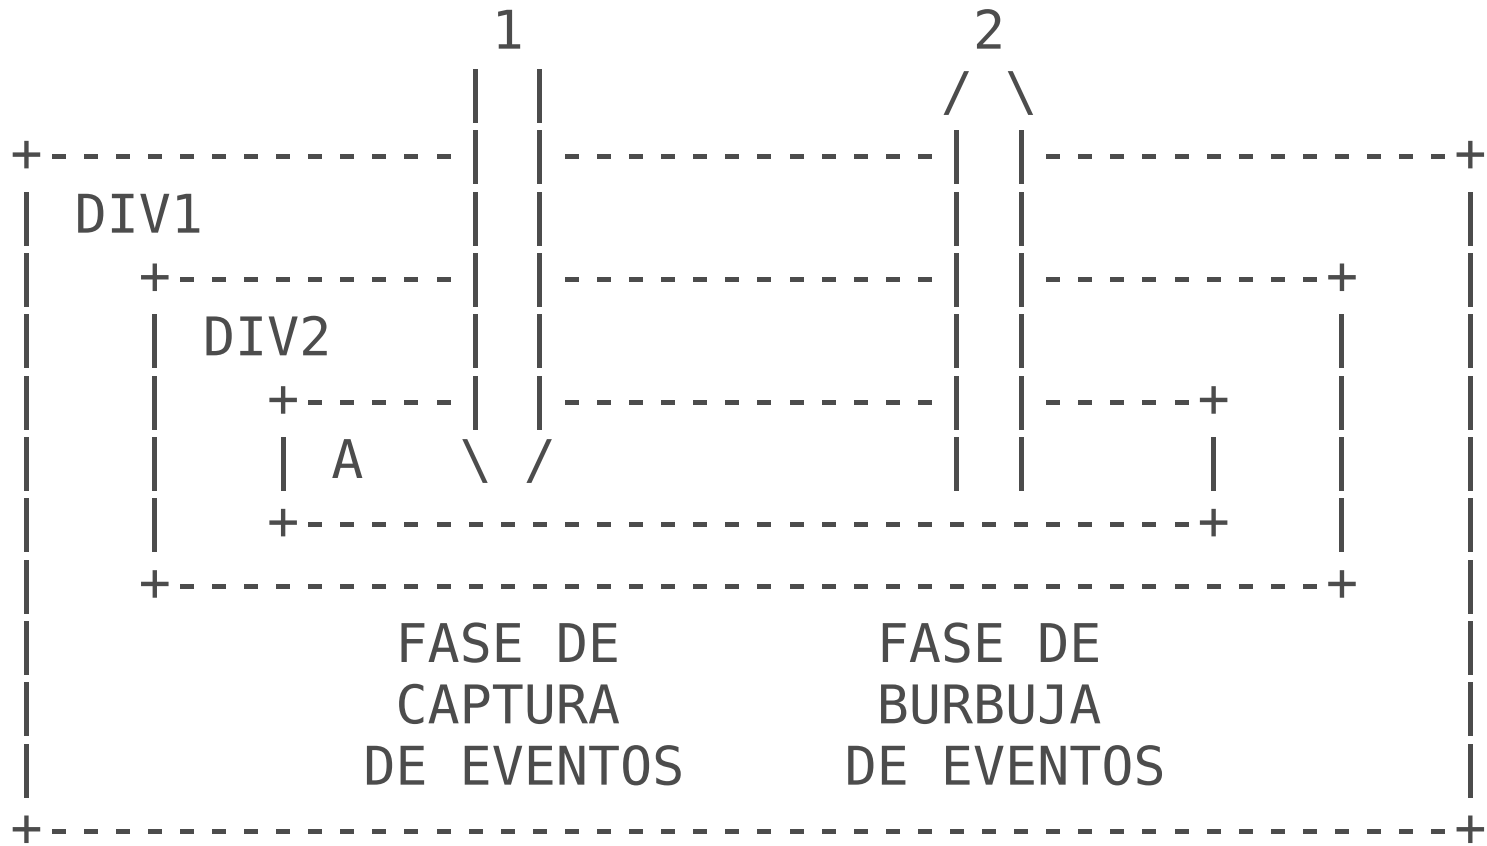 1 2
DIV1
DIV2
A
FASE DE FASE DE
CAPTURA BURBUJA
DE EVENTOS DE EVENTOS